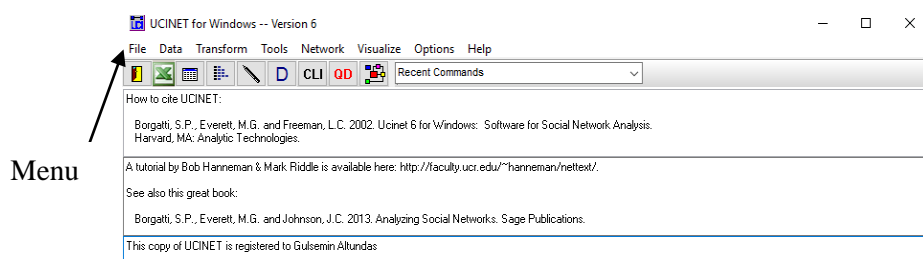 UCINET for Windows -- Version 6
File Data Transform Tools Network Visualize Options Help
D CLI QD Recent Commands
How to cite UCINET:
Borgatti, S.P., Everett, M.G. and Freeman, L.C. 2002. Ucinet 6 for Windows: Software for Social Network Analysis.
Harvard, MA: Analytic Technologies.
Menu
A tutorial by Bob Hanneman & Mark Riddle is available here: http://faculty.ucr.edu/~hanneman/nettext/.
See also this great book:
Borgatti, S.P., Everett, M.G. and Johnson, J.C. 2013. Analyzing Social Networks. Sage Publications.
This copy of UCINET is registered to Gulsemin Altundas